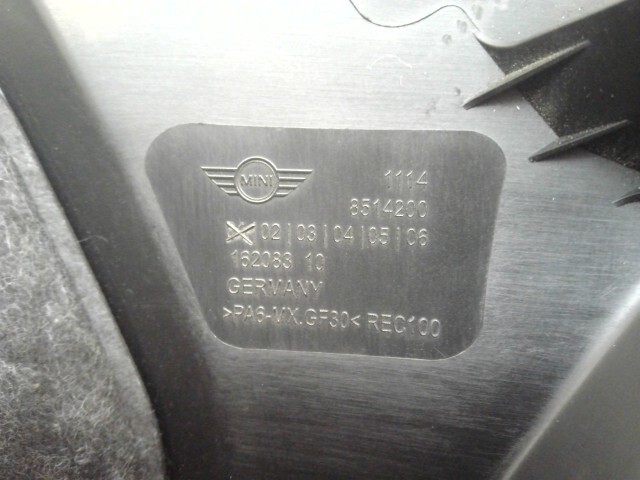 MINI
1114
8514200
02 | 03 | 04 | 05 | 06
162083 10
GERMANY
>PA6-MX.GF30< REC100